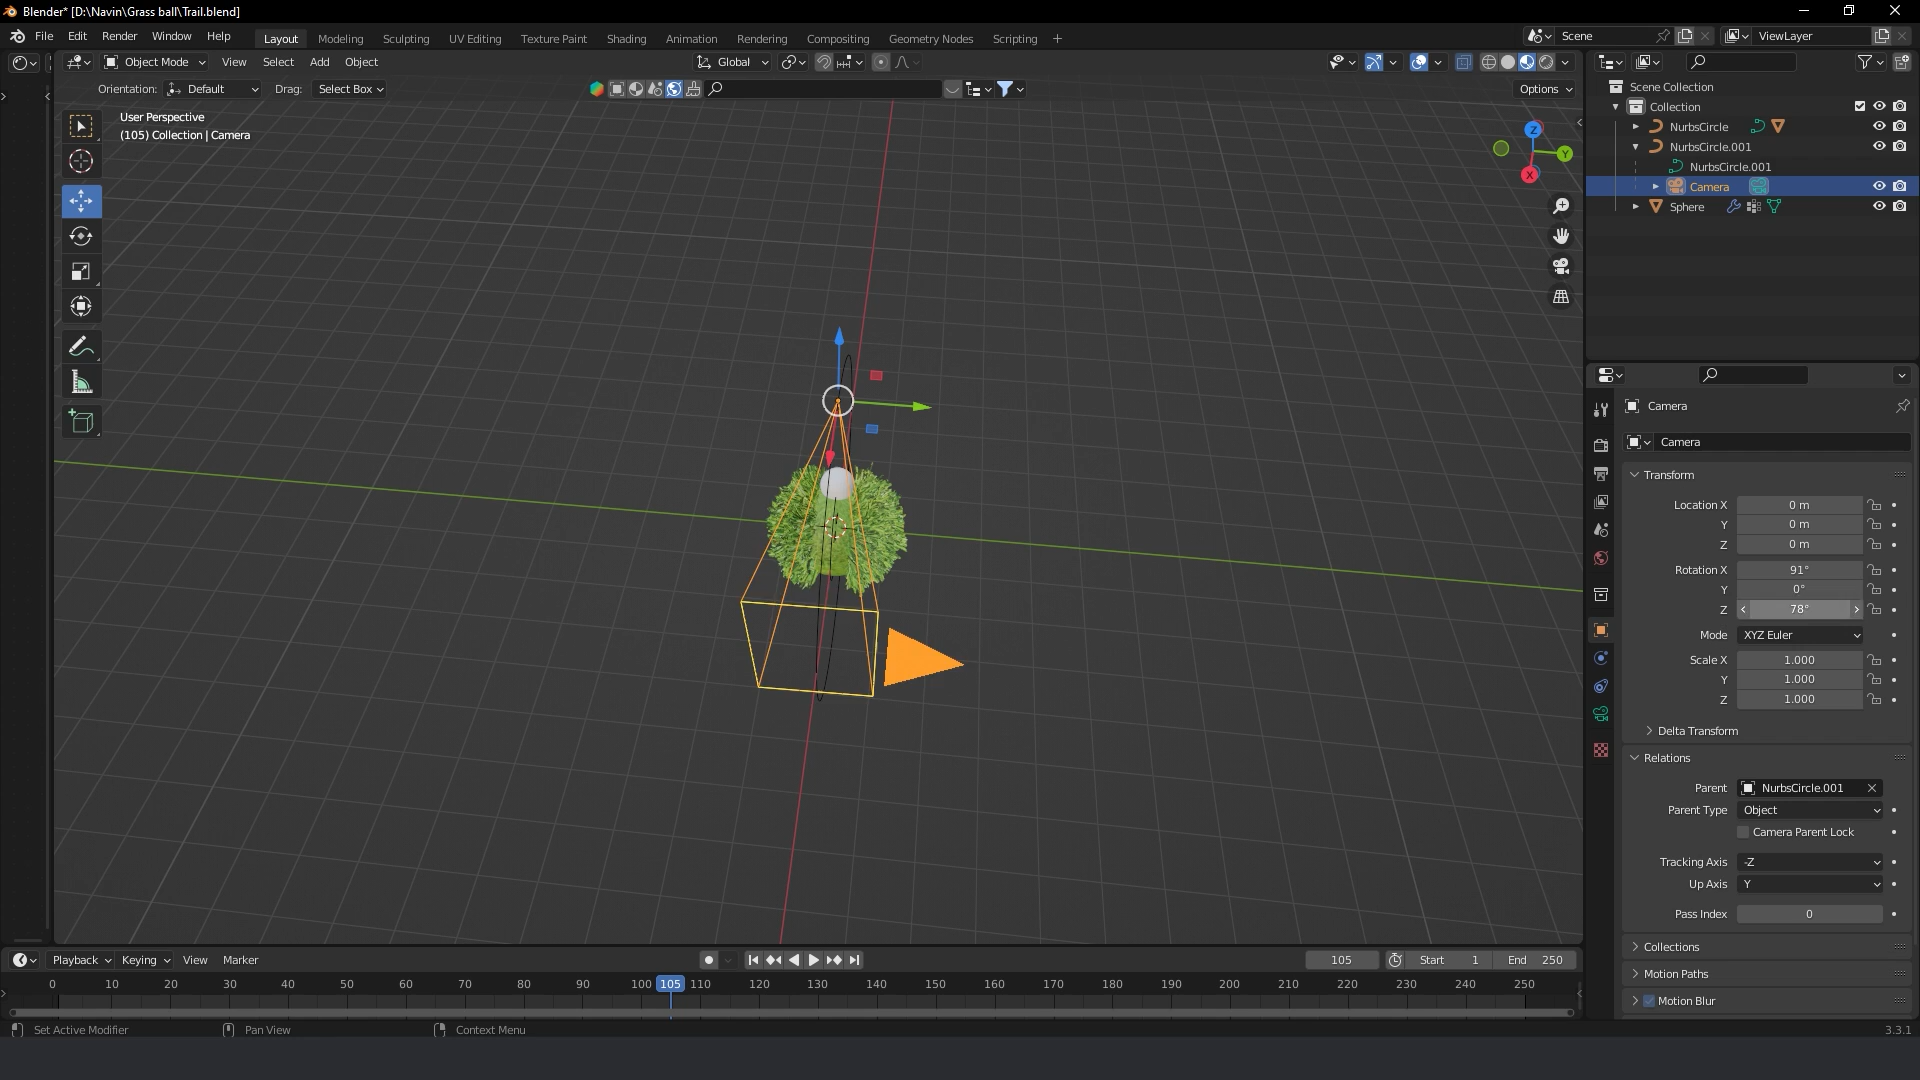 Blender* [D:\Navin\Grass ball\Trail.blend]
File Edit Render Window Help
Layout Modeling Sculpting UV Editing Texture Paint Shading Animation Rendering Compositing Geometry Nodes Scripting +
Scene
ViewLayer
Object Mode View Select Add Object
Global
Orientation: Default Drag: Select Box
Options
User Perspective
(105) Collection | Camera
Z
Y
X
Scene Collection
Collection
NurbsCircle
NurbsCircle.001
NurbsCircle.001
Camera
Sphere
Camera
Camera
Transform
Location X 0 m
Y 0 m
Z 0 m
Rotation X 91°
Y 0°
Z 78°
Mode XYZ Euler
Scale X 1.000
Y 1.000
Z 1.000
Delta Transform
Relations
Parent NurbsCircle.001
Parent Type Object
Camera Parent Lock
Tracking Axis -Z
Up Axis Y
Pass Index 0
Collections
Motion Paths
Motion Blur
Playback Keying View Marker
105 Start 1 End 250
0 10 20 30 40 50 60 70 80 90 100 105 110 120 130 140 150 160 170 180 190 200 210 220 230 240 250
Set Active Modifier Pan View Context Menu
3.3.1